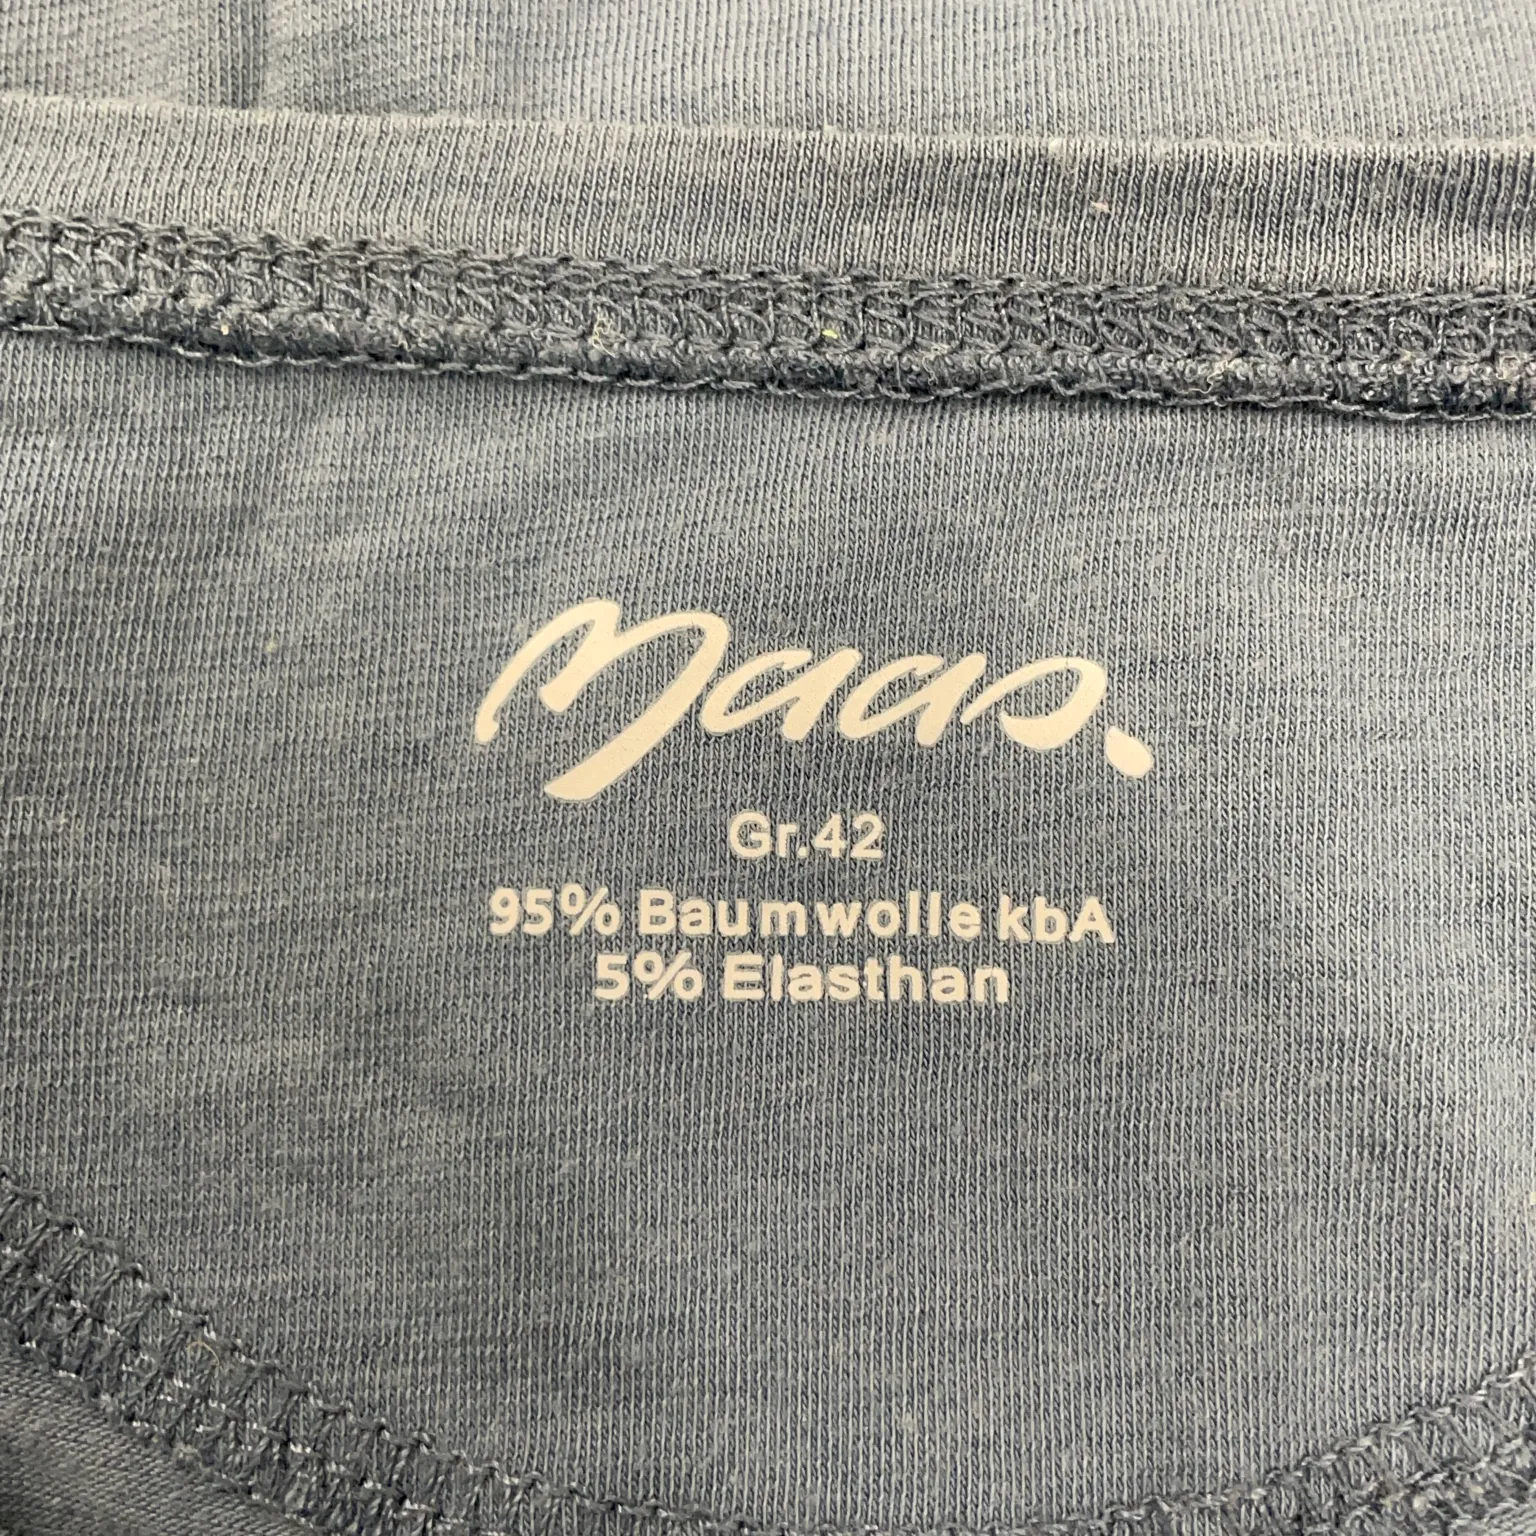 Maas.
Gr.42
95% Baumwolle kbA
5% Elasthan